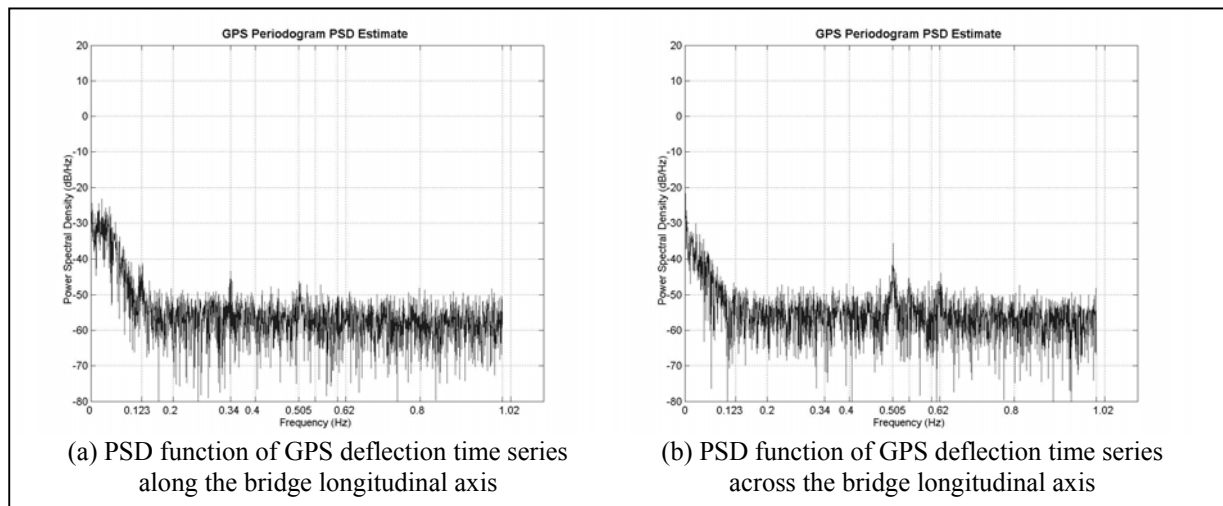 GPS Periodogram PSD Estimate
Power Spectral Density (dB/Hz)
20
10
0
-10
-20
-30
-40
-50
-60
-70
-80
0 0.123 0.2 0.34 0.4 0.505 0.62 0.8 1.02
Frequency (Hz)
(a) PSD function of GPS deflection time series
along the bridge longitudinal axis
GPS Periodogram PSD Estimate
Power Spectral Density (dB/Hz)
20
10
0
-10
-20
-30
-40
-50
-60
-70
-80
0 0.123 0.2 0.34 0.4 0.505 0.62 0.8 1.02
Frequency (Hz)
(b) PSD function of GPS deflection time series
across the bridge longitudinal axis